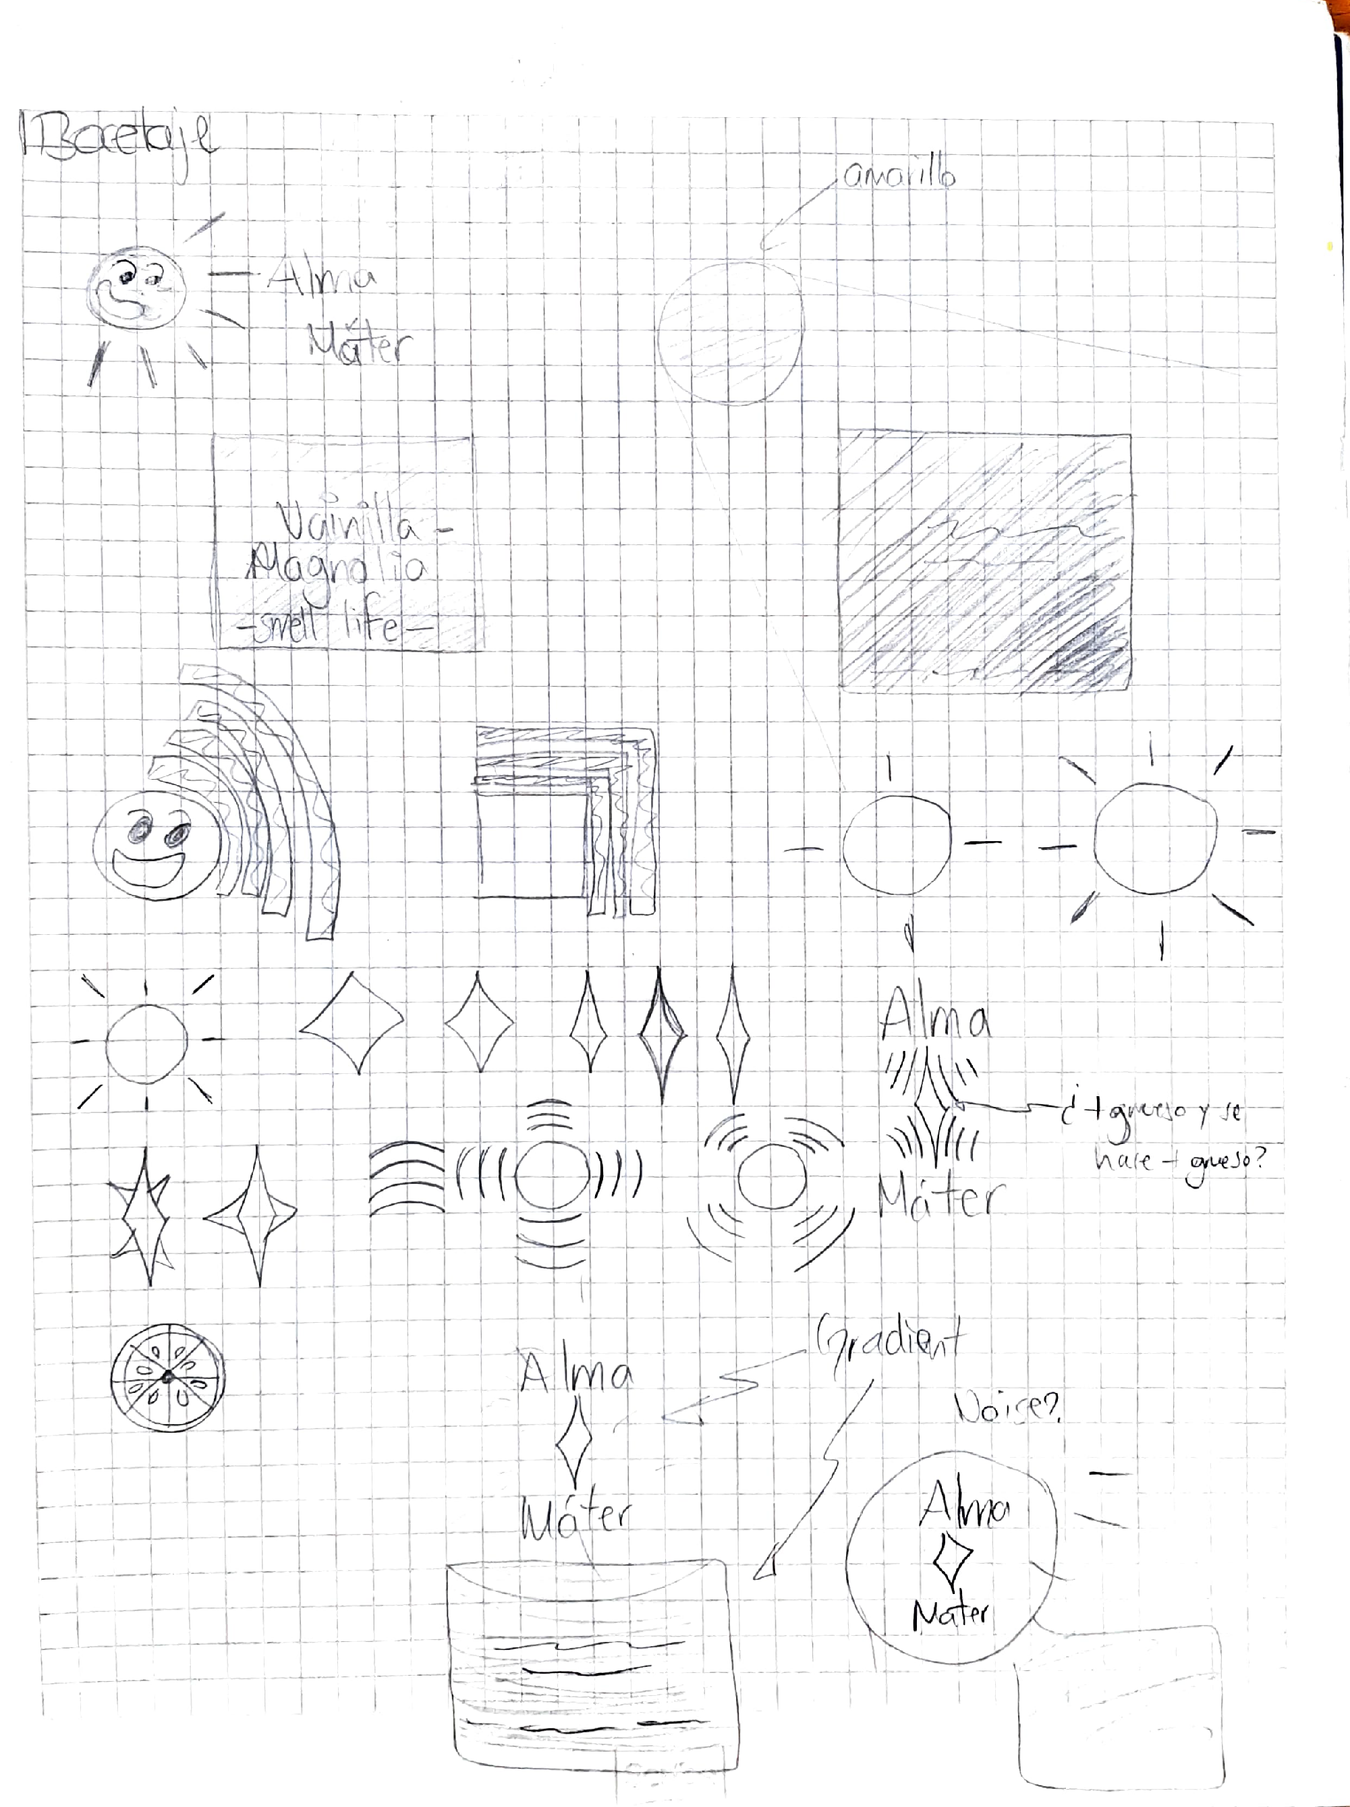 Bocetaje
amarillo
Alma
Máter
Vainilla -
Magnolia
-smell life-
Alma
¿+ grueso y se
hace + grueso?
Máter
Gradient
Alma
Noise?
Máter
Alma
Máter